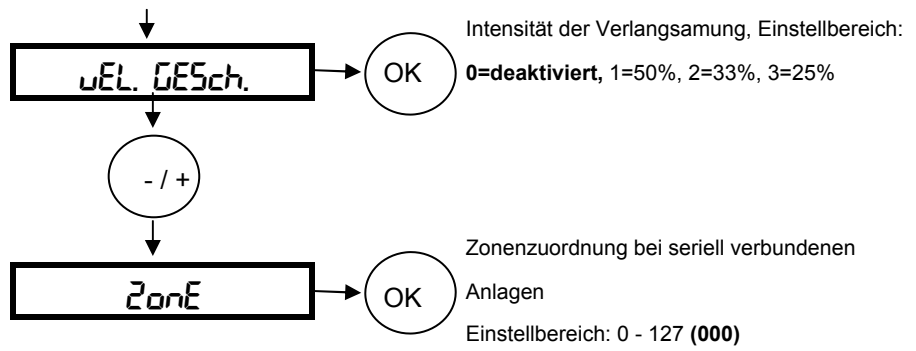 Intensität der Verlangsamung, Einstellbereich:
vEL. GESch.
OK
0=deaktiviert, 1=50%, 2=33%, 3=25%
- / +
Zonenzuordnung bei seriell verbundenen
ZonE
OK
Anlagen
Einstellbereich: 0 - 127 (000)